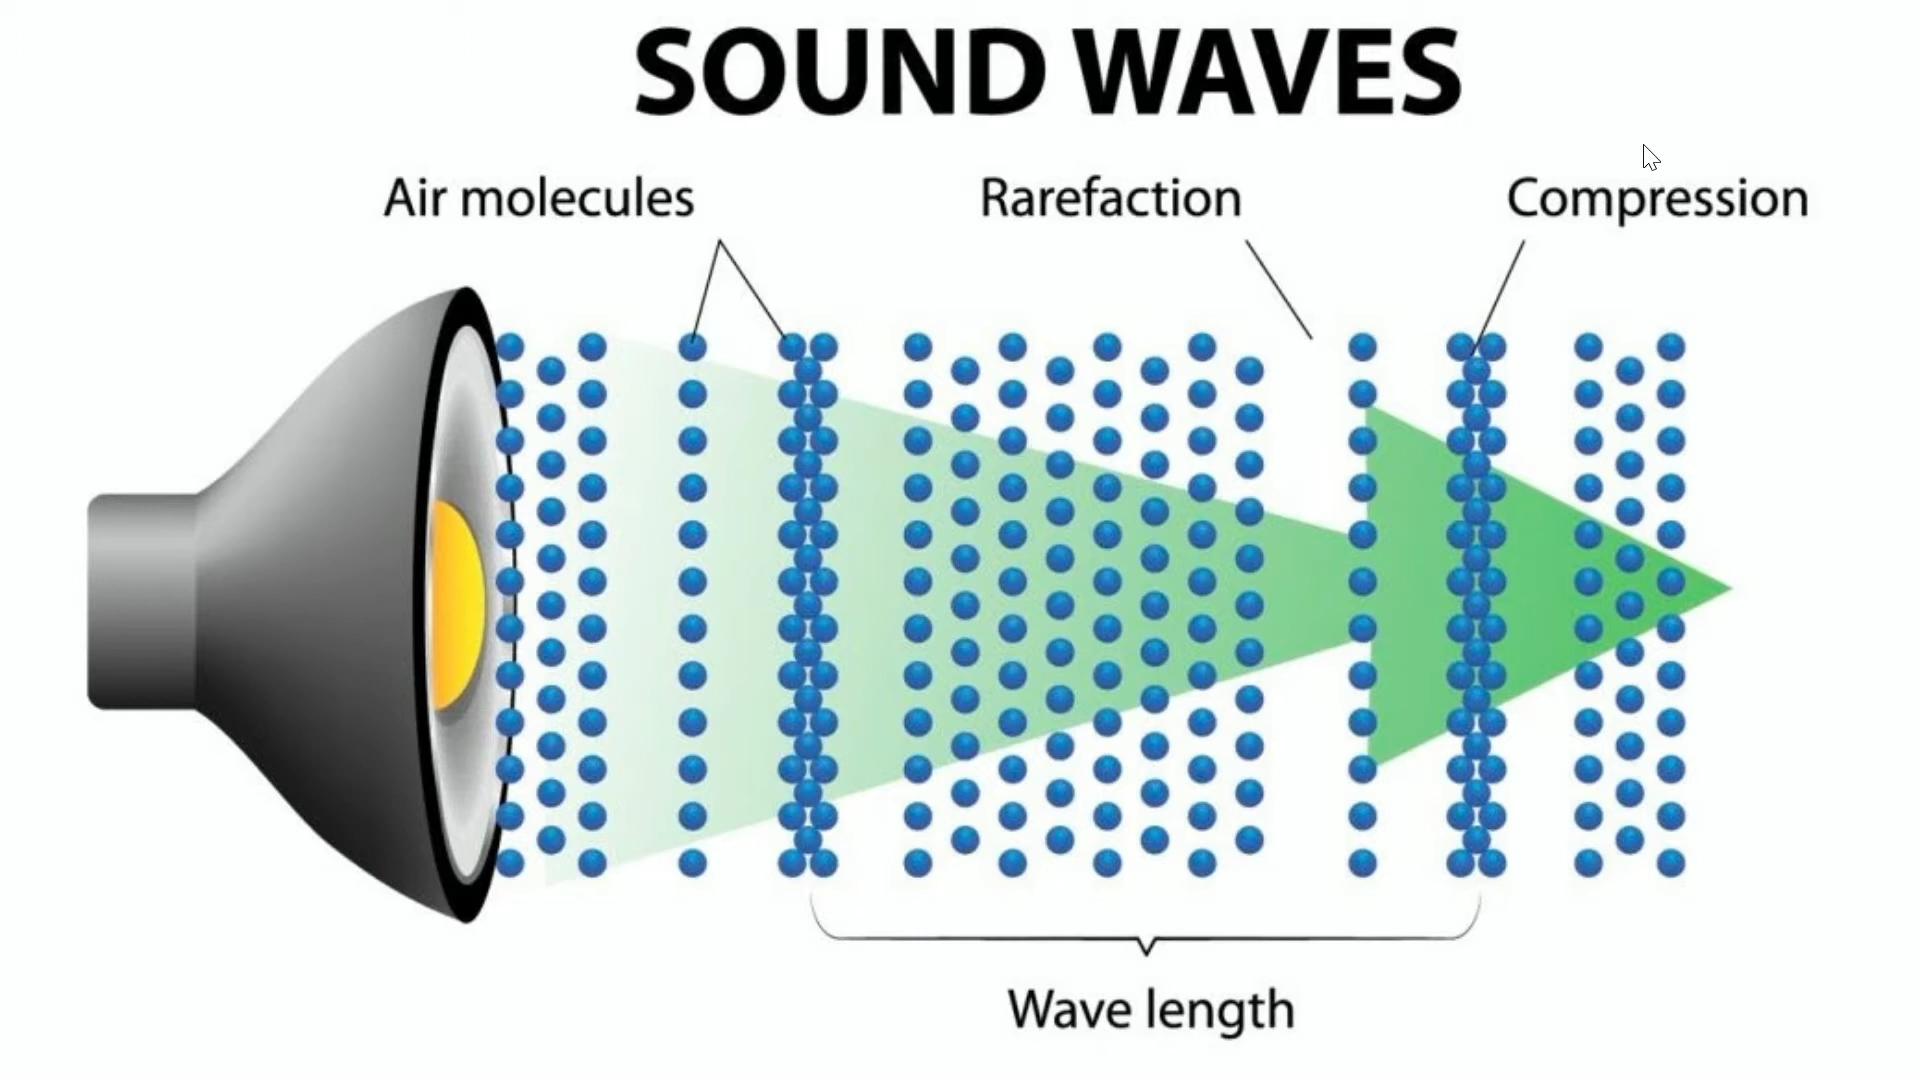 SOUND WAVES
Air molecules
Rarefaction
Compression
Wave length